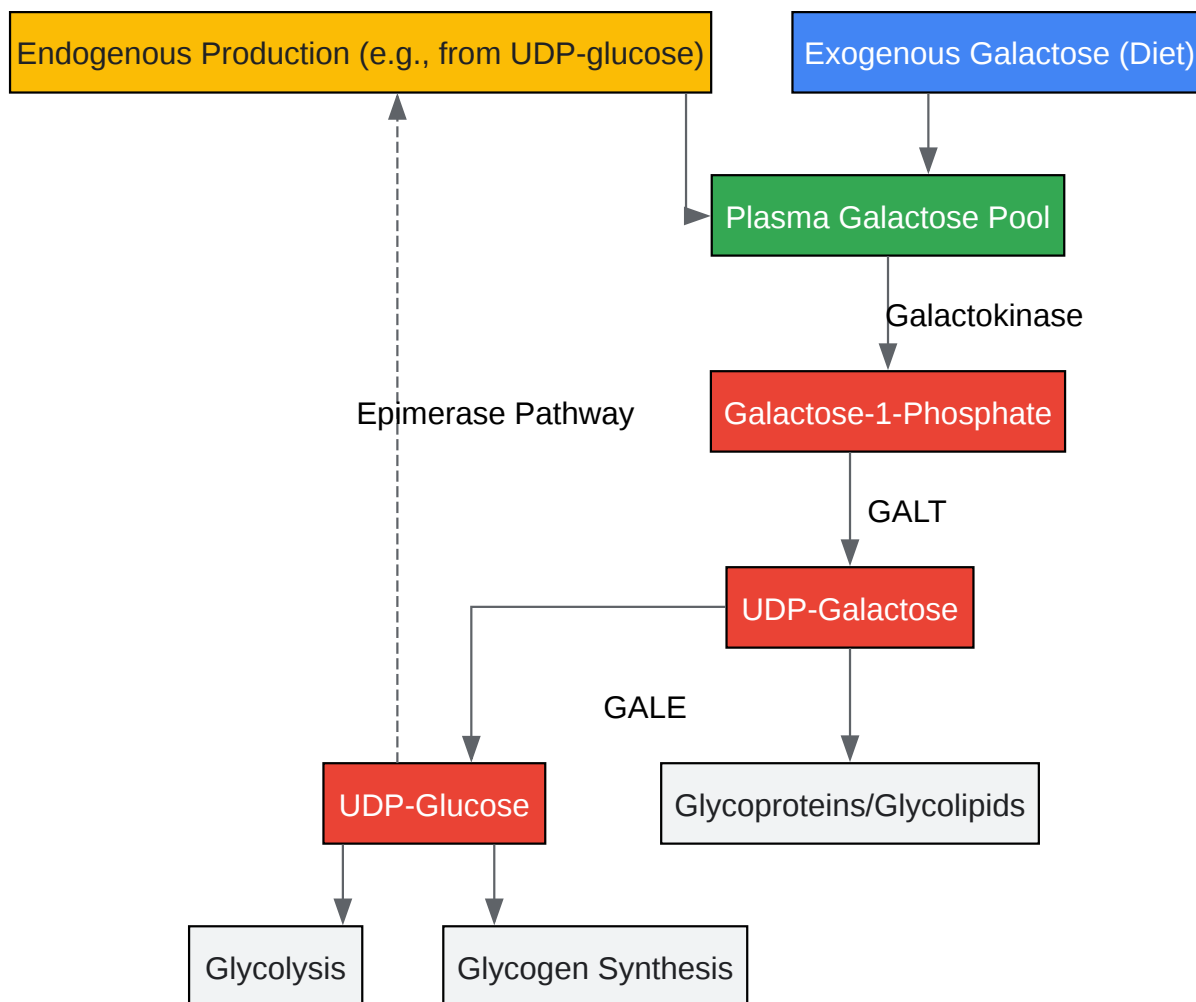 Endogenous Production (e.g., from UDP-glucose)
Exogenous Galactose (Diet)
Plasma Galactose Pool
Galactokinase
Galactose-1-Phosphate
Epimerase Pathway
GALT
UDP-Galactose
GALE
UDP-Glucose
Glycoproteins/Glycolipids
Glycolysis
Glycogen Synthesis